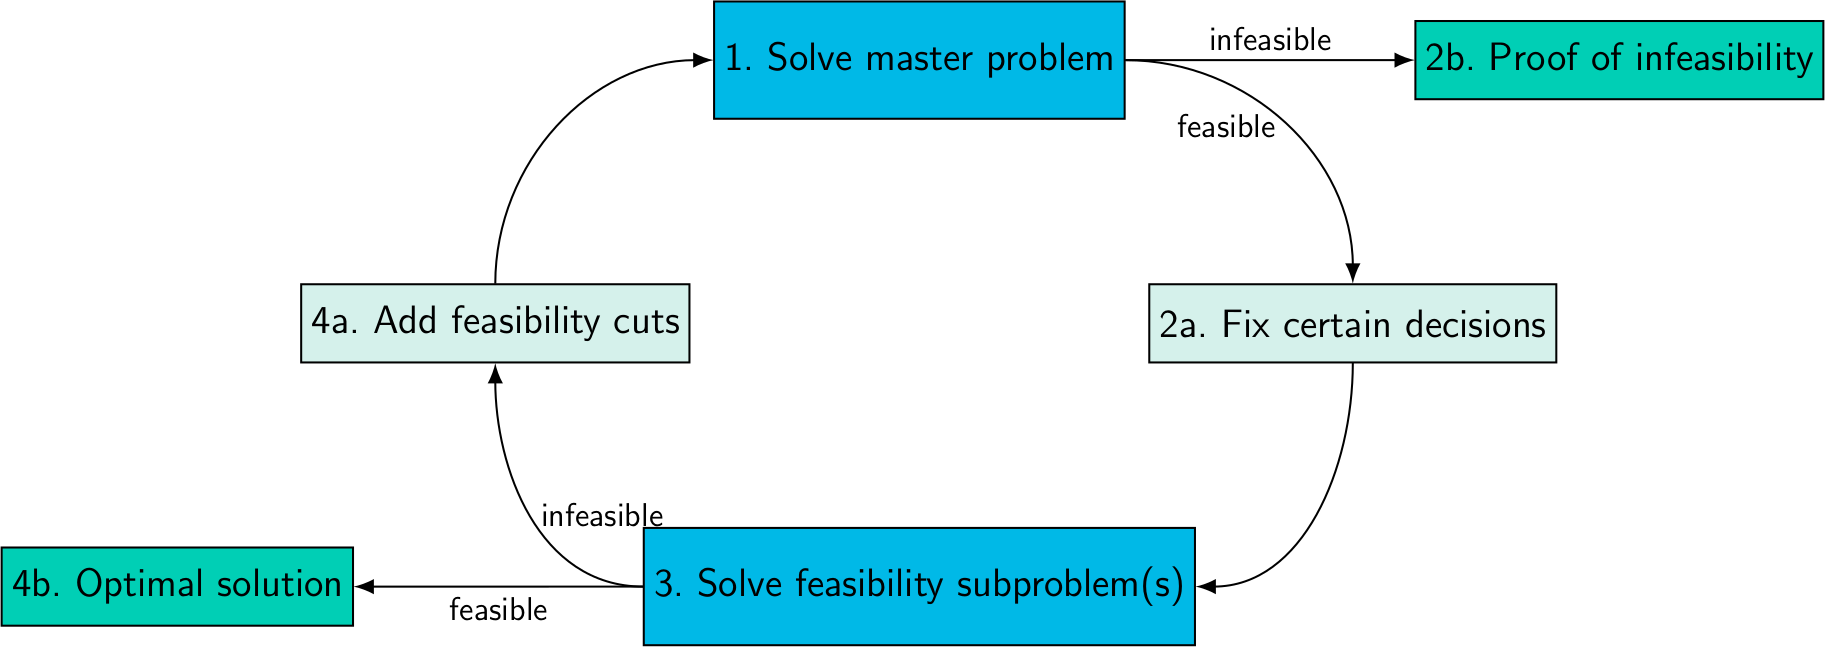 1. Solve master problem
infeasible
2b. Proof of infeasibility
feasible
4a. Add feasibility cuts
2a. Fix certain decisions
infeasible
4b. Optimal solution
feasible
3. Solve feasibility subproblem(s)